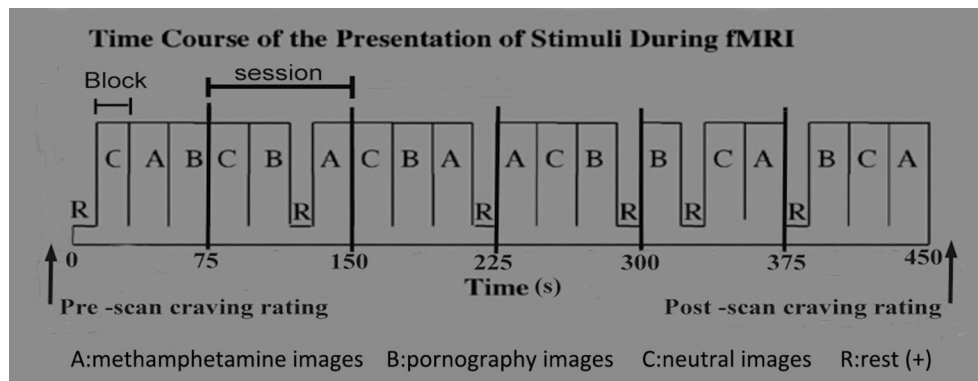 Time Course of the Presentation of Stimuli During fMRI
Block
session
R C A B C B R A C B A R A C B R B R C A R B C A
0 75 150 225 300 375 450
Time (s)
Pre -scan craving rating
Post -scan craving rating
A:methamphetamine images B:pornography images C:neutral images R:rest (+)